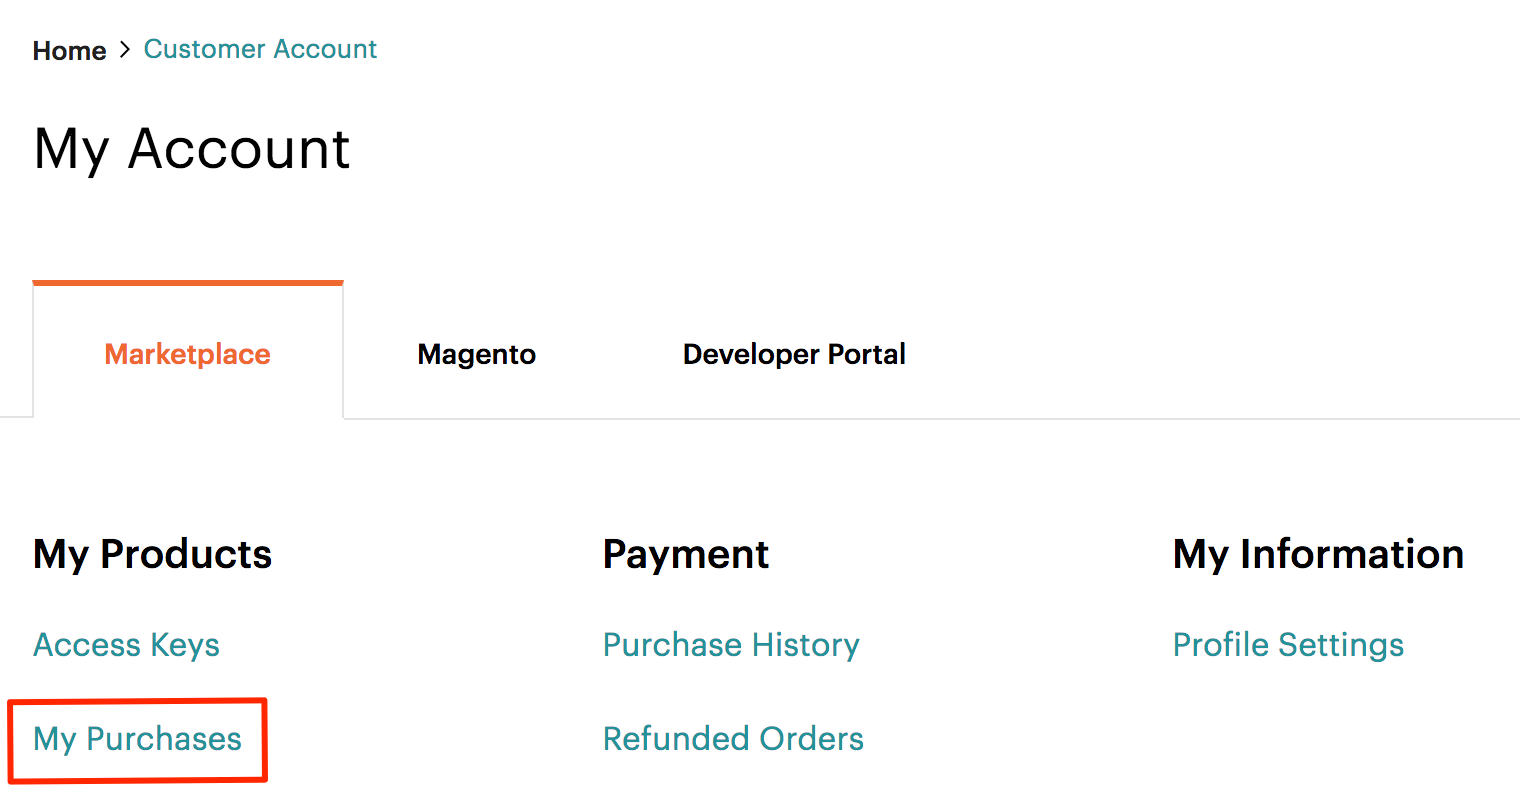 Home > Customer Account
My Account
Marketplace Magento Developer Portal
My Products Payment My Information
Access Keys Purchase History Profile Settings
My Purchases Refunded Orders